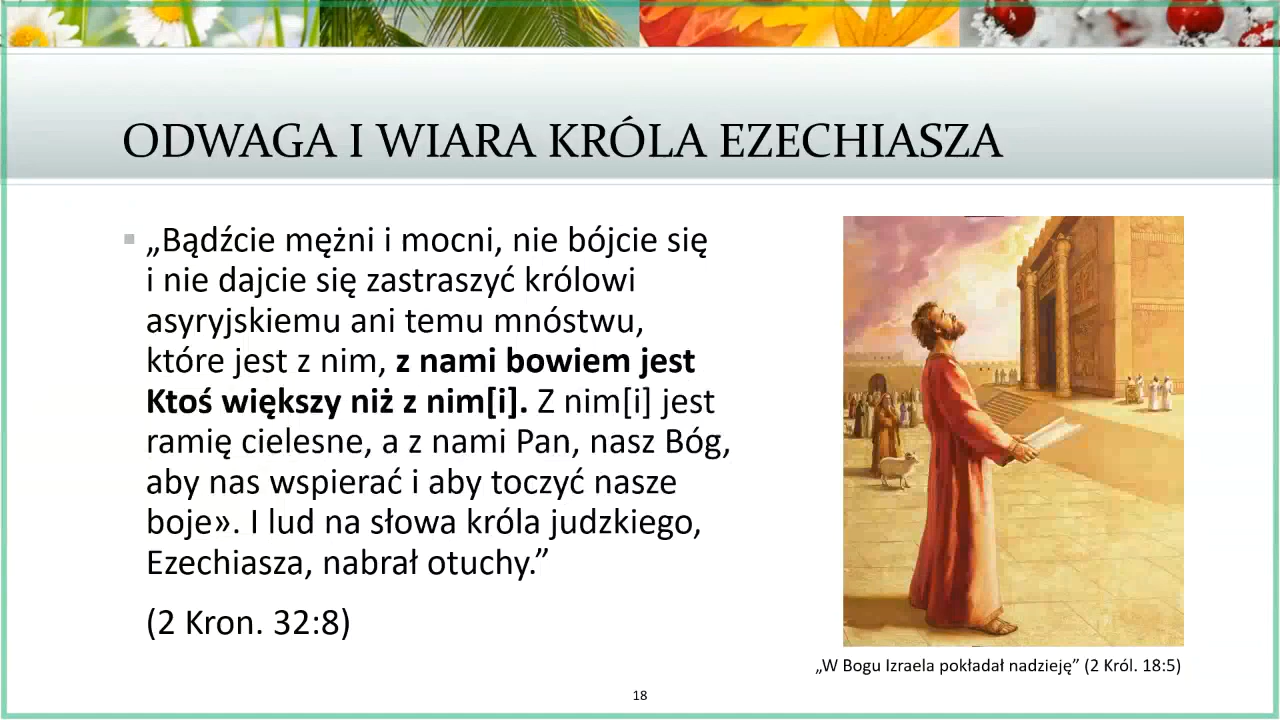 ODWAGA I WIARA KRÓLA EZECHIASZA
▪ „Bądźcie mężni i mocni, nie bójcie się
i nie dajcie się zastraszyć królowi
asyryjskiemu ani temu mnóstwu,
które jest z nim, z nami bowiem jest
Ktoś większy niż z nim[i]. Z nim[i] jest
ramię cielesne, a z nami Pan, nasz Bóg,
aby nas wspierać i aby toczyć nasze
boje». I lud na słowa króla judzkiego,
Ezechiasza, nabrał otuchy.”
(2 Kron. 32:8)
„W Bogu Izraela pokładał nadzieję” (2 Król. 18:5)
18